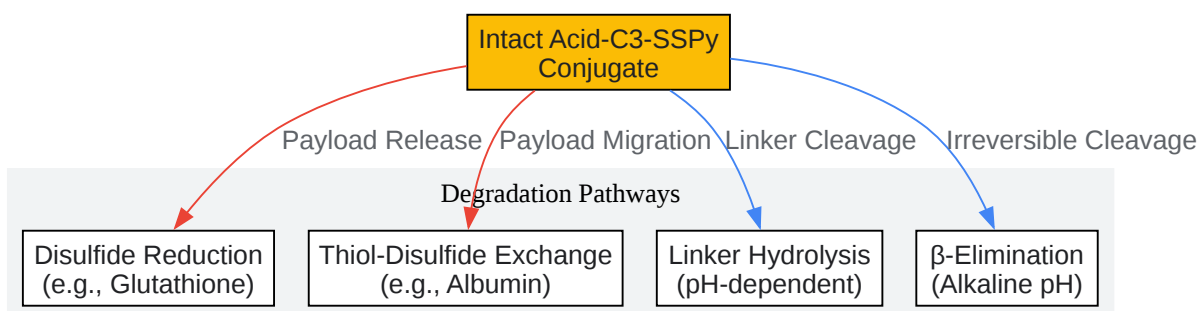 Intact Acid-C3-SSPy
Conjugate
Payload Release
Payload Migration
Linker Cleavage
Irreversible Cleavage
Degradation Pathways
Disulfide Reduction
(e.g., Glutathione)
Thiol-Disulfide Exchange
(e.g., Albumin)
Linker Hydrolysis
(pH-dependent)
β-Elimination
(Alkaline pH)